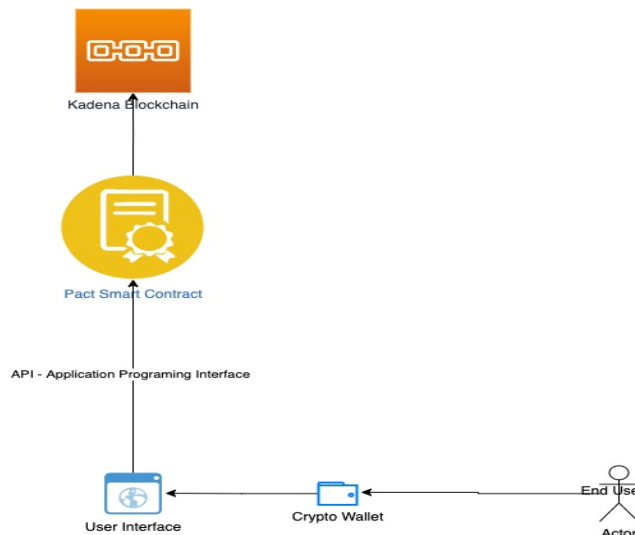 Kadena Blockchain
Pact Smart Contract
API - Application Programing Interface
End Use
User Interface
Crypto Wallet
Actor